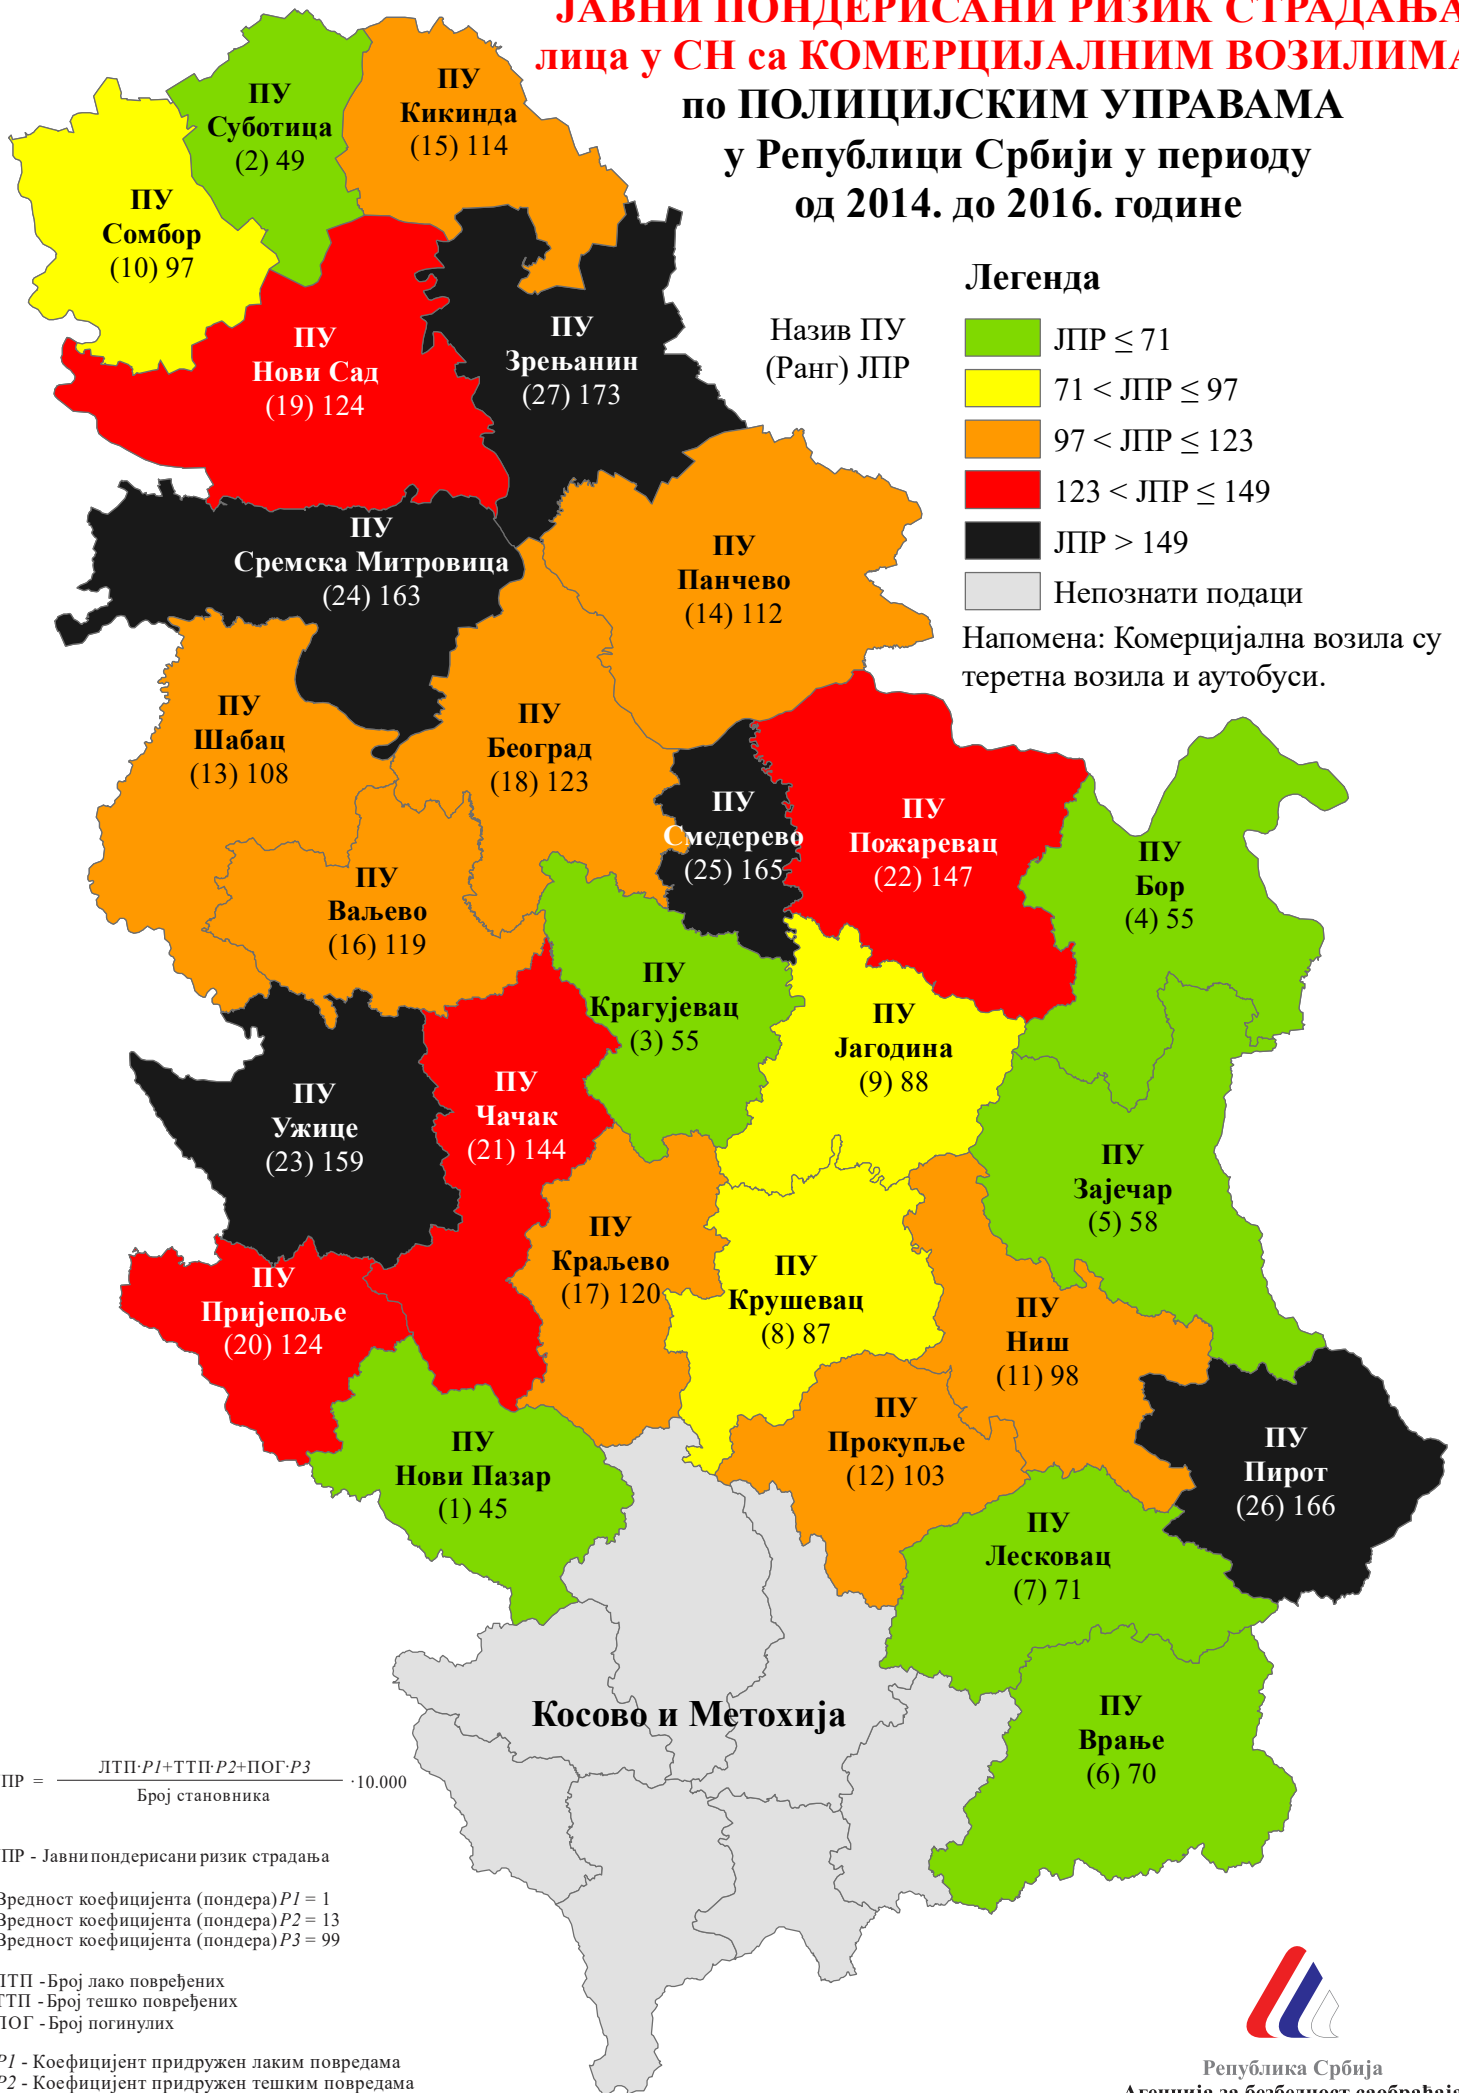 ЈАВНИ ПОНДЕРИСАНИ РИЗИК СТРАДАЊА
лица у СН са КОМЕРЦИЈАЛНИМ ВОЗИЛИМА
по ПОЛИЦИЈСКИМ УПРАВАМА
у Републици Србији у периоду
од 2014. до 2016. године
Легенда
Назив ПУ
(Ранг) ЈПР
ЈПР ≤ 71
71 < ЈПР ≤ 97
97 < ЈПР ≤ 123
123 < ЈПР ≤ 149
ЈПР > 149
Непознати подаци
Напомена: Комерцијална возила су
теретна возила и аутобуси.
ПУ
Суботица
(2) 49
ПУ
Кикинда
(15) 114
ПУ
Сомбор
(10) 97
ПУ
Нови Сад
(19) 124
ПУ
Зрењанин
(27) 173
ПУ
Сремска Митровица
(24) 163
ПУ
Панчево
(14) 112
ПУ
Шабац
(13) 108
ПУ
Београд
(18) 123
ПУ
Смедерево
(25) 165
ПУ
Пожаревац
(22) 147
ПУ
Бор
(4) 55
ПУ
Ваљево
(16) 119
ПУ
Крагујевац
(3) 55
ПУ
Јагодина
(9) 88
ПУ
Ужице
(23) 159
ПУ
Чачак
(21) 144
ПУ
Зајечар
(5) 58
ПУ
Краљево
(17) 120
ПУ
Крушевац
(8) 87
ПУ
Пријепоље
(20) 124
ПУ
Ниш
(11) 98
ПУ
Прокупље
(12) 103
ПУ
Пирот
(26) 166
ПУ
Нови Пазар
(1) 45
ПУ
Лесковац
(7) 71
Косово и Метохија
ПУ
Врање
(6) 70
ПР = ЛТП·P1+ТТП·P2+ПОГ·P3
Број становника
·10.000
ПР - Јавни пондерисани ризик страдања
Вредност коефицијента (пондера) P1 = 1
Вредност коефицијента (пондера) P2 = 13
Вредност коефицијента (пондера) P3 = 99
ЛТП - Број лако повређених
ТТП - Број тешко повређених
ПОГ - Број погинулих
P1 - Коефицијент придружен лаким повредама
P2 - Коефицијент придружен тешким повредама
Република Србија
Агенција за безбедност саобраћаја